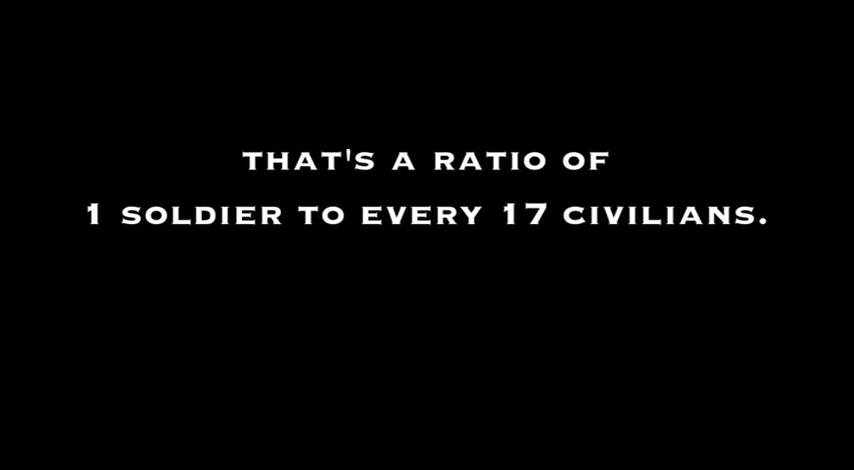 THAT'S A RATIO OF
1 SOLDIER TO EVERY 17 CIVILIANS.